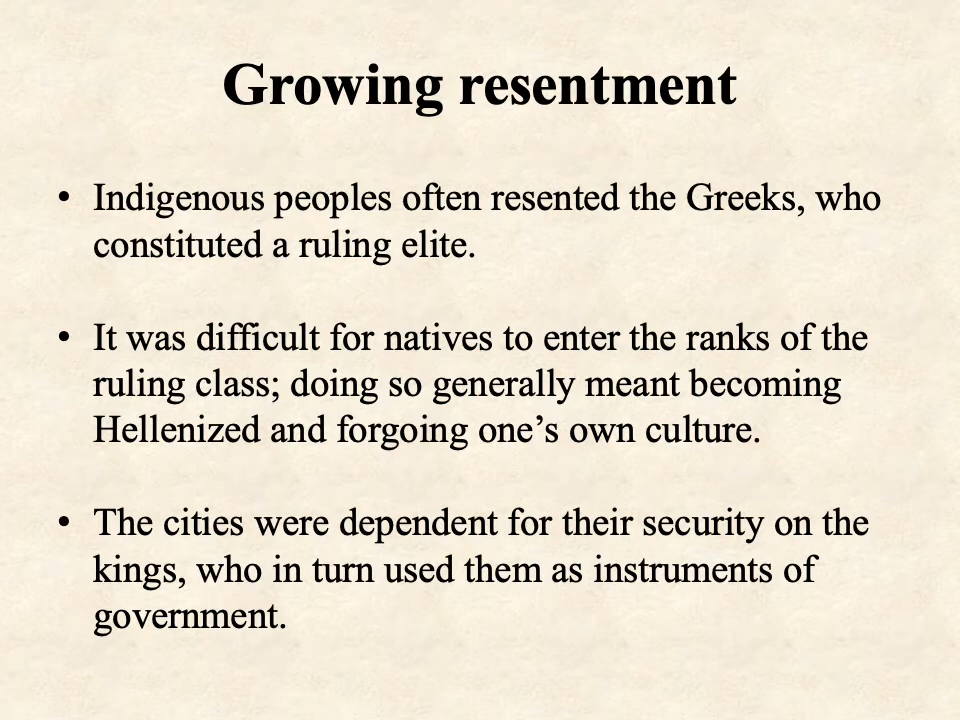 Growing resentment
• Indigenous peoples often resented the Greeks, who
constituted a ruling elite.
• It was difficult for natives to enter the ranks of the
ruling class; doing so generally meant becoming
Hellenized and forgoing one’s own culture.
• The cities were dependent for their security on the
kings, who in turn used them as instruments of
government.